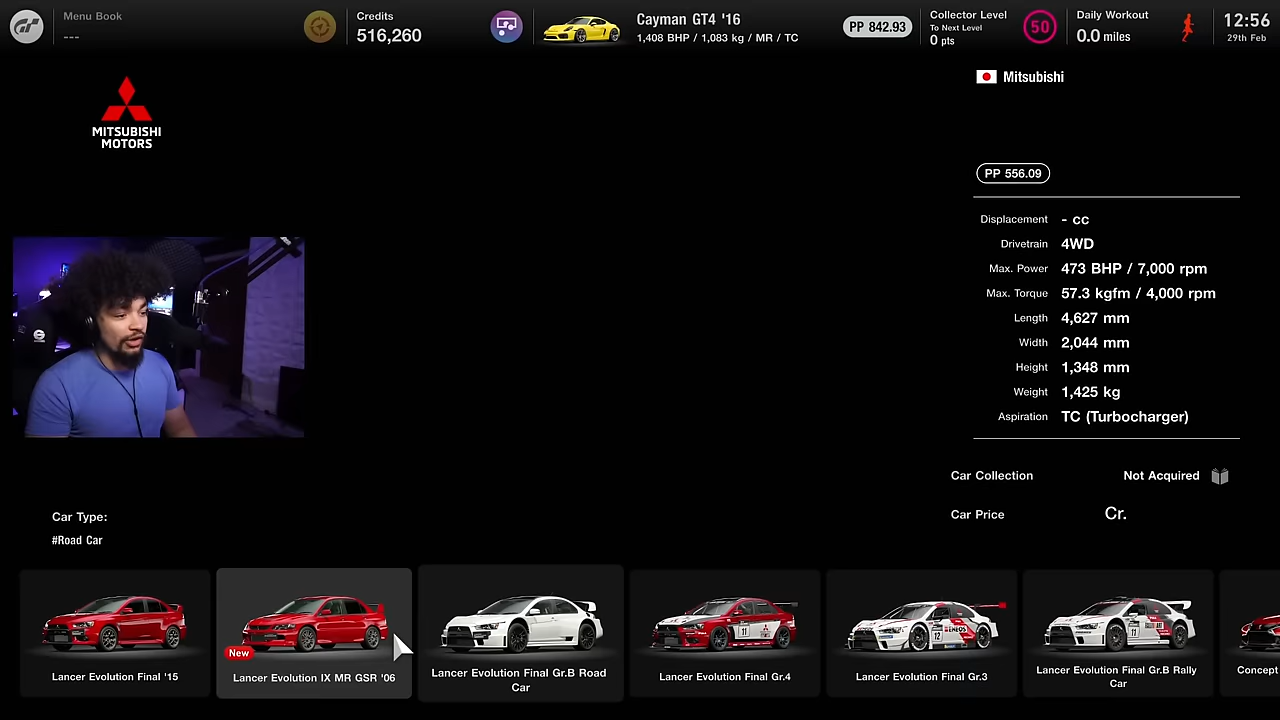 Menu Book
---
Credits
516,260
Cayman GT4 '16
1,408 BHP / 1,083 kg / MR / TC
PP 842.93
Collector Level
To Next Level
0 pts
50
Daily Workout
0.0 miles
12:56
29th Feb
MITSUBISHI
MOTORS
Mitsubishi
PP 556.09
Displacement - cc
Drivetrain 4WD
Max. Power 473 BHP / 7,000 rpm
Max. Torque 57.3 kgfm / 4,000 rpm
Length 4,627 mm
Width 2,044 mm
Height 1,348 mm
Weight 1,425 kg
Aspiration TC (Turbocharger)
Car Collection Not Acquired
Car Price Cr.
Car Type:
#Road Car
Lancer Evolution Final '15
New
Lancer Evolution IX MR GSR '06
Lancer Evolution Final Gr.B Road
Car
11
Lancer Evolution Final Gr.4
12
ENEOS
Lancer Evolution Final Gr.3
11
Lancer Evolution Final Gr.B Rally
Car
Concept